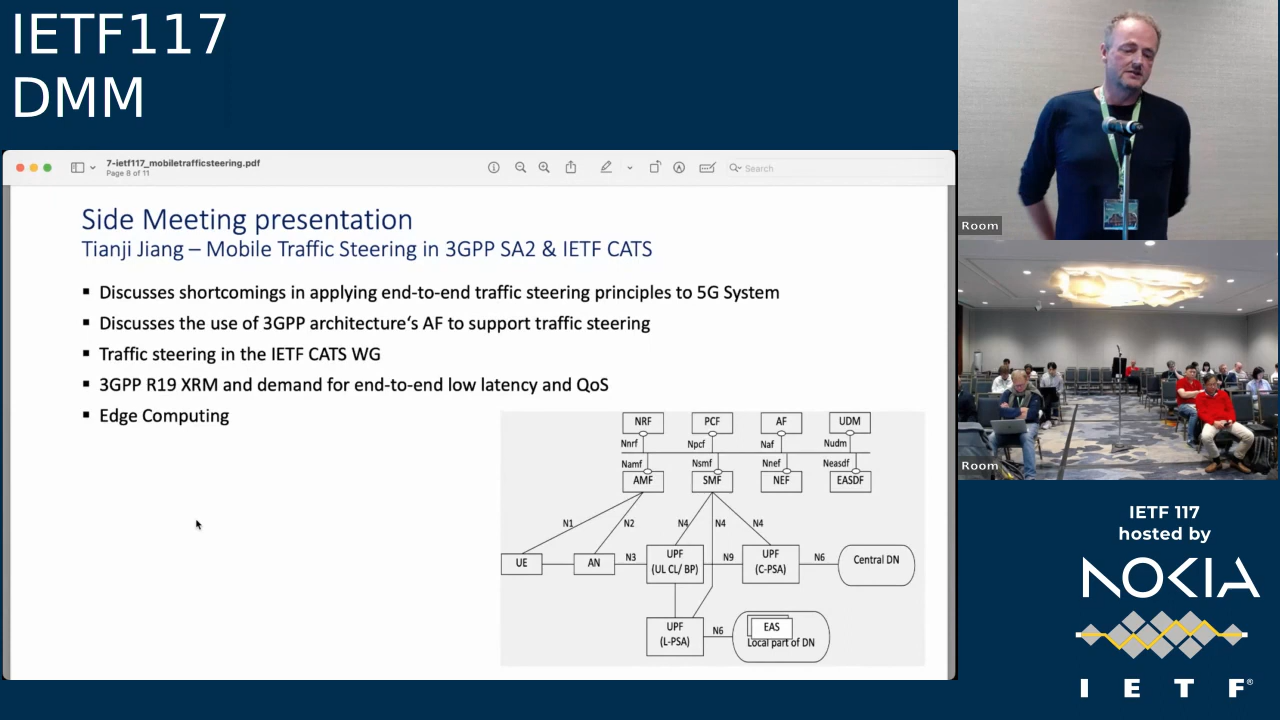 IETF117
DMM
7-ietf117_mobiletrafficsteering.pdf
Page 8 of 11
Search
Side Meeting presentation
Tianji Jiang – Mobile Traffic Steering in 3GPP SA2 & IETF CATS
▪ Discusses shortcomings in applying end-to-end traffic steering principles to 5G System
▪ Discusses the use of 3GPP architecture‘s AF to support traffic steering
▪ Traffic steering in the IETF CATS WG
▪ 3GPP R19 XRM and demand for end-to-end low latency and QoS
▪ Edge Computing
NRF PCF AF UDM
Nnrf Npcf Naf Nudm
Namf Nsmf Nnef Neasdf
AMF SMF NEF EASDF
N1 N2 N4 N4 N4
UE AN N3 UPF (UL CL/ BP) N9 UPF (C-PSA) N6 Central DN
UPF (L-PSA) N6 EAS
Local part of DN
Room
Room
IETF 117
hosted by
NOKIA
I E T F®